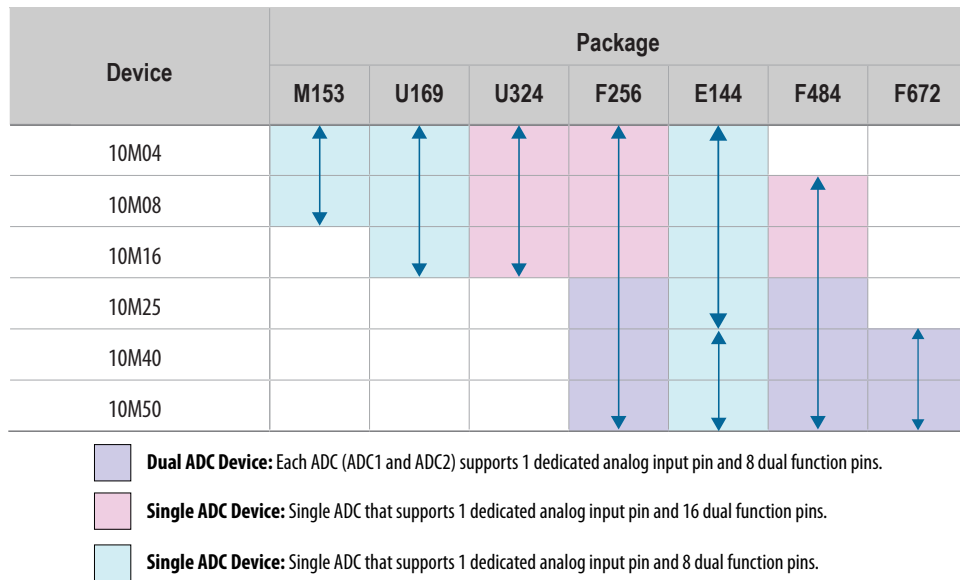 Device
Package
M153 U169 U324 F256 E144 F484 F672
10M04
10M08
10M16
10M25
10M40
10M50
Dual ADC Device: Each ADC (ADC1 and ADC2) supports 1 dedicated analog input pin and 8 dual function pins.
Single ADC Device: Single ADC that supports 1 dedicated analog input pin and 16 dual function pins.
Single ADC Device: Single ADC that supports 1 dedicated analog input pin and 8 dual function pins.